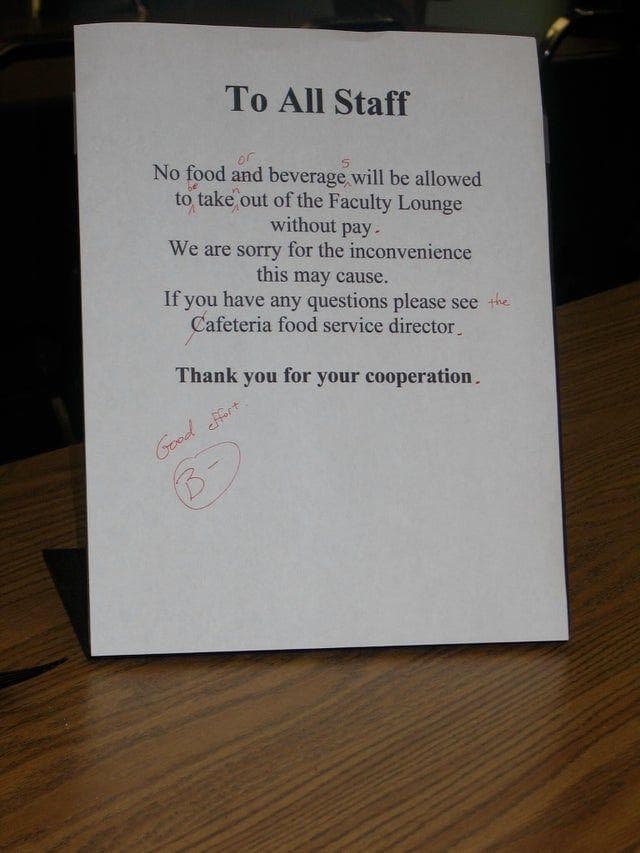 To All Staff
or s
No food and beverage will be allowed
be n
to take out of the Faculty Lounge
without pay.
We are sorry for the inconvenience
this may cause.
If you have any questions please see the
Cafeteria food service director.
Thank you for your cooperation.
Good effort.
B-